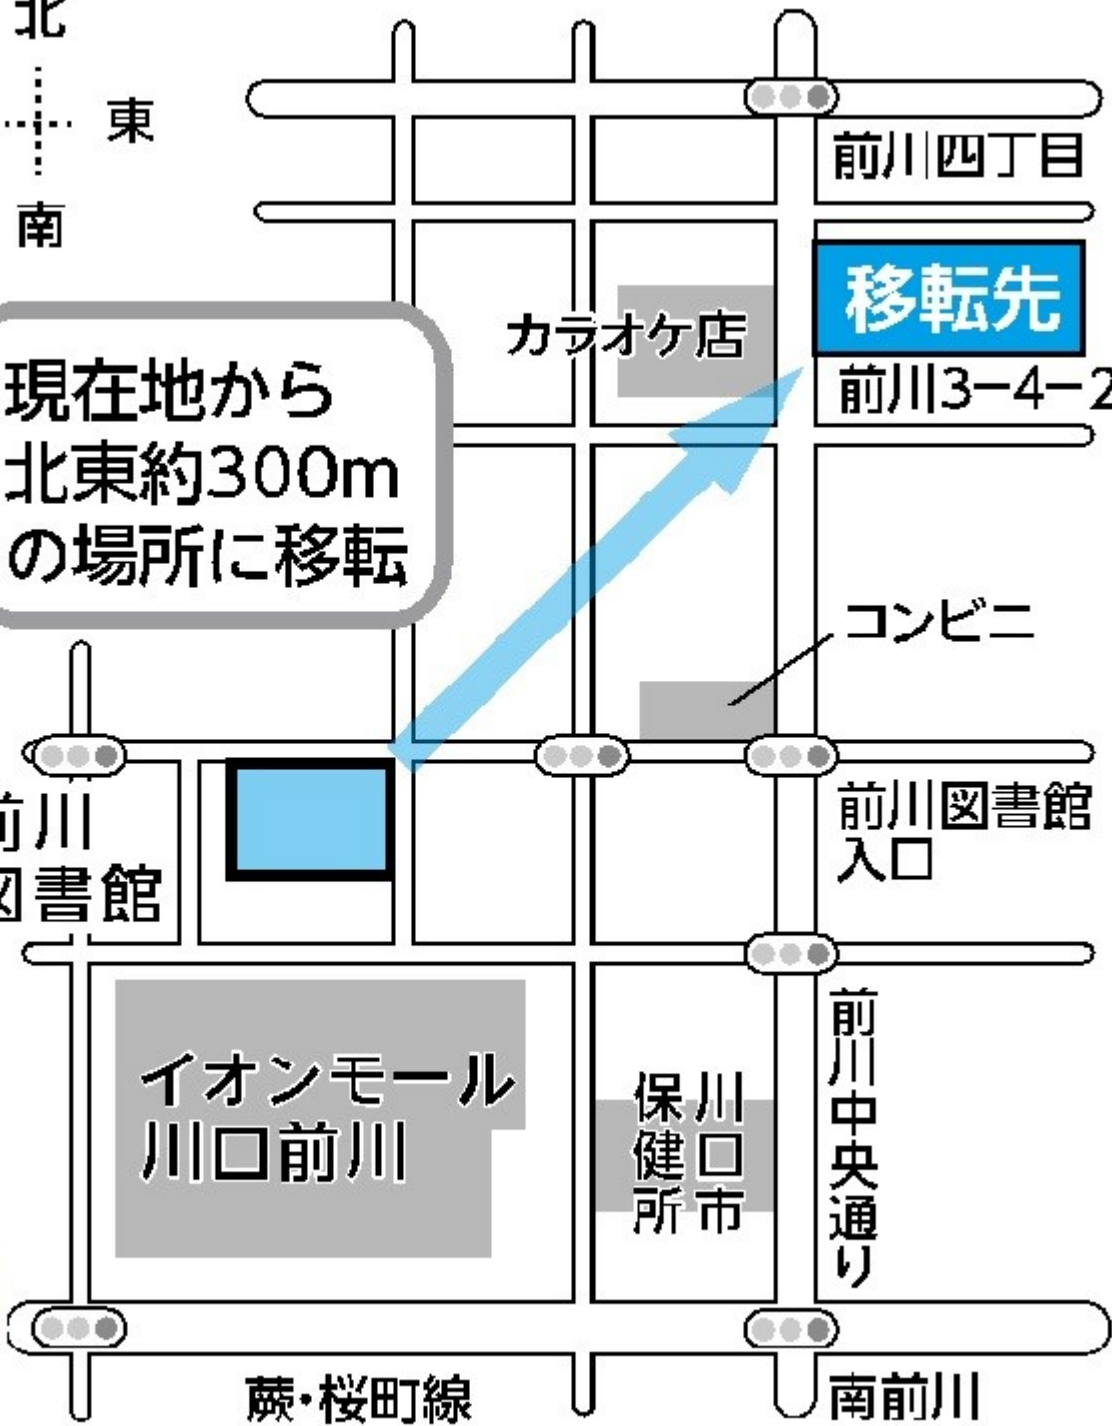 北
東
南
前川四丁目
移転先
カラオケ店
前川3-4-2
現在地から
北東約300m
の場所に移転
コンビニ
前川
図書館
前川図書館
入口
イオンモール
川口前川
川口市
保健所
前川中央通り
蕨・桜町線
南前川